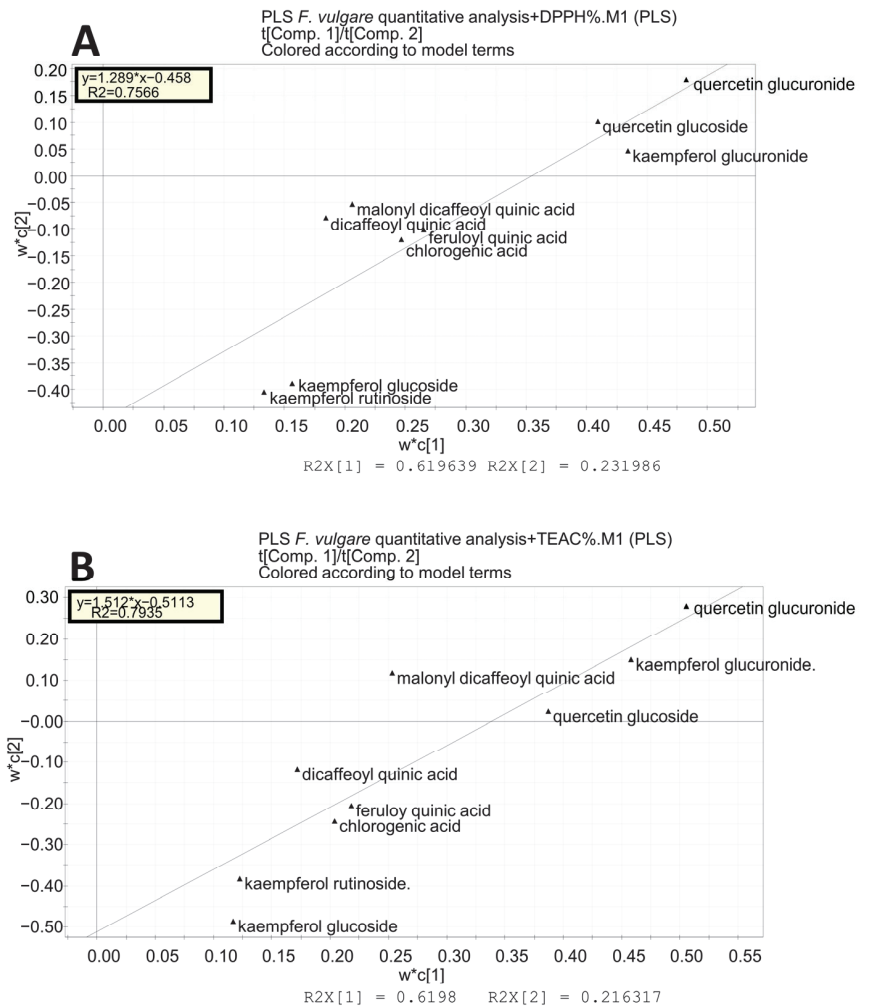 A
PLS F. vulgare quantitative analysis+DPPH%.M1 (PLS)
t[Comp. 1]/t[Comp. 2]
Colored according to model terms
y=1.289*x−0.458
R2=0.7566
0.20
0.15
0.10
0.05
0.00
−0.05
−0.10
−0.15
−0.20
−0.25
−0.30
−0.35
−0.40
w*c[2]
quercetin glucuronide
quercetin glucoside
kaempferol glucuronide
malonyl dicaffeoyl quinic acid
dicaffeoyl quinic acid
feruloyl quinic acid
chlorogenic acid
kaempferol glucoside
kaempferol rutinoside
0.00 0.05 0.10 0.15 0.20 0.25 0.30 0.35 0.40 0.45 0.50
w*c[1]
R2X[1] = 0.619639 R2X[2] = 0.231986
B
PLS F. vulgare quantitative analysis+TEAC%.M1 (PLS)
t[Comp. 1]/t[Comp. 2]
Colored according to model terms
y=1.512*x−0.5113
R2=0.7935
0.30
0.20
0.10
−0.00
−0.10
−0.20
−0.30
−0.40
−0.50
w*c[2]
quercetin glucuronide
kaempferol glucuronide.
malonyl dicaffeoyl quinic acid
quercetin glucoside
dicaffeoyl quinic acid
feruloy quinic acid
chlorogenic acid
kaempferol rutinoside.
kaempferol glucoside
0.00 0.05 0.10 0.15 0.20 0.25 0.30 0.35 0.40 0.45 0.50 0.55
w*c[1]
R2X[1] = 0.6198 R2X[2] = 0.216317